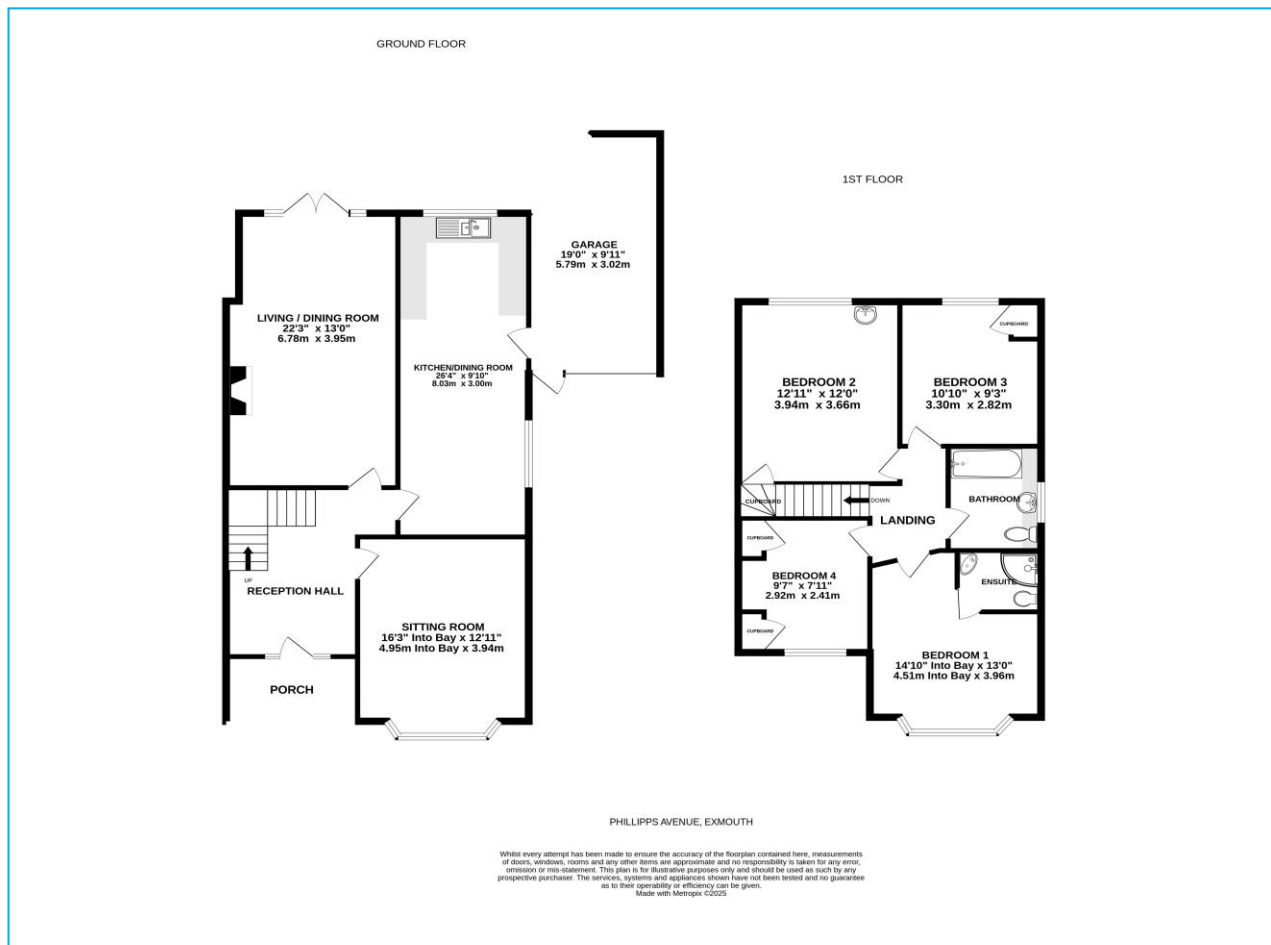 GROUND FLOOR
GARAGE
19'0" x 9'11"
5.79m x 3.02m
LIVING / DINING ROOM
22'3" x 13'0"
6.78m x 3.95m
KITCHEN/DINING ROOM
26'4" x 9'10"
8.03m x 3.00m
UP
RECEPTION HALL
SITTING ROOM
16'3" Into Bay x 12'11"
4.95m Into Bay x 3.94m
PORCH
1ST FLOOR
CUPBOARD
BEDROOM 2
12'11" x 12'0"
3.94m x 3.66m
BEDROOM 3
10'10" x 9'3"
3.30m x 2.82m
CUPBOARD
DOWN
BATHROOM
LANDING
CUPBOARD
BEDROOM 4
9'7" x 7'11"
2.92m x 2.41m
ENSUITE
CUPBOARD
BEDROOM 1
14'10" Into Bay x 13'0"
4.51m Into Bay x 3.96m
PHILLIPPS AVENUE, EXMOUTH
Whilst every attempt has been made to ensure the accuracy of the floorplan contained here, measurements
of doors, windows, rooms and any other items are approximate and no responsibility is taken for any error,
omission or mis-statement. This plan is for illustrative purposes only and should be used as such by any
prospective purchaser. The services, systems and appliances shown have not been tested and no guarantee
as to their operability or efficiency can be given.
Made with Metropix ©2025